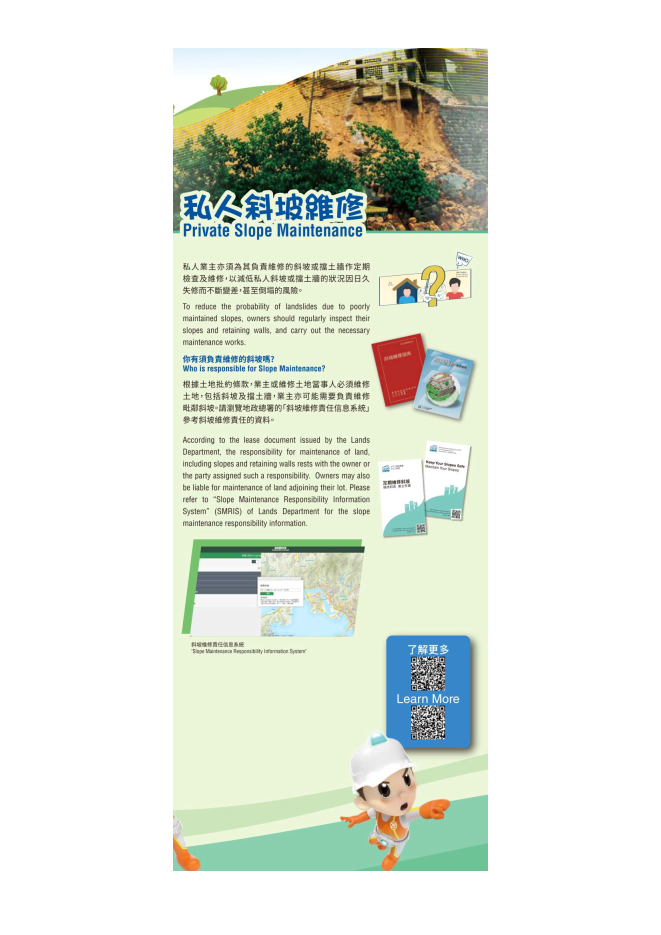 私人斜坡維修
Private Slope Maintenance
私人業主亦須為其負責維修的斜坡或擋土牆作定期
檢查及維修，以減低私人斜坡或擋土牆的狀況因日久
失修而不斷變差，甚至倒塌的風險。
To reduce the probability of landslides due to poorly
maintained slopes, owners should regularly inspect their
slopes and retaining walls, and carry out the necessary
maintenance works.
你有須負責維修的斜坡嗎?
Who is responsible for Slope Maintenance?
根據土地批約條款，業主或維修土地當事人必須維修
土地，包括斜坡及擋土牆，業主亦可能需要負責維修
毗鄰斜坡。請瀏覽地政總署的「斜坡維修責任信息系統」
參考斜坡維修責任的資料。
According to the lease document issued by the Lands
Department, the responsibility for maintenance of land,
including slopes and retaining walls rests with the owner or
the party assigned such a responsibility. Owners may also
be liable for maintenance of land adjoining their lot. Please
refer to "Slope Maintenance Responsibility Information
System" (SMRIS) of Lands Department for the slope
maintenance responsibility information.
斜坡維修責任信息系統
"Slope Maintenance Responsibility Information System"
WHO?
斜坡維修指南
Keep Your Slopes Safe
Maintain Your Slopes
定期維修斜坡
了解更多
Learn More